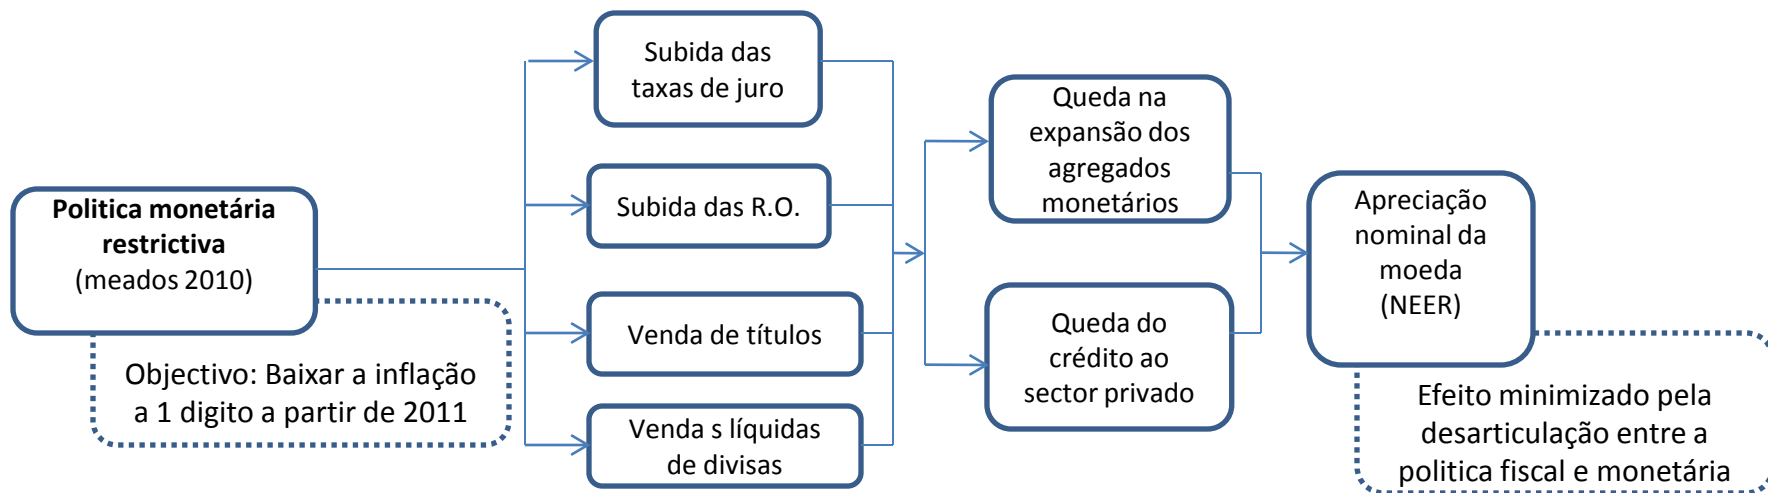 Politica monetária
restrictiva
(meados 2010)
Objectivo: Baixar a inflação
a 1 digito a partir de 2011
Subida das
taxas de juro
Subida das R.O.
Venda de títulos
Venda s líquidas
de divisas
Queda na
expansão dos
agregados
monetários
Queda do
crédito ao
sector privado
Apreciação
nominal da
moeda
(NEER)
Efeito minimizado pela
desarticulação entre a
politica fiscal e monetária